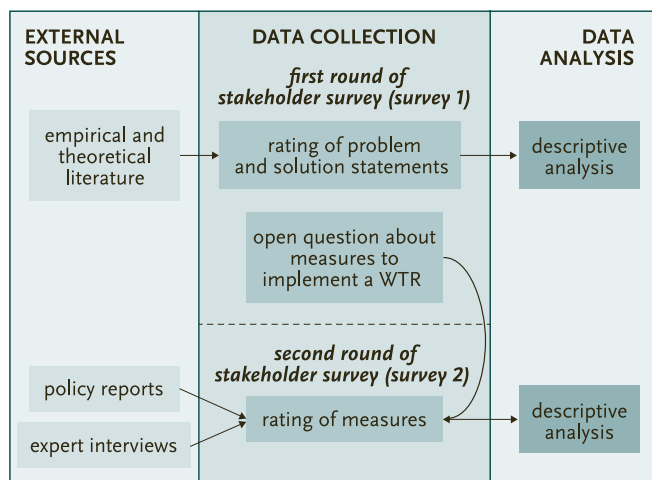 EXTERNAL
SOURCES
DATA COLLECTION
DATA
ANALYSIS
first round of
stakeholder survey (survey 1)
empirical and
theoretical
literature
rating of problem
and solution statements
descriptive
analysis
open question about
measures to
implement a WTR
second round of
stakeholder survey (survey 2)
policy reports
expert interviews
rating of measures
descriptive
analysis